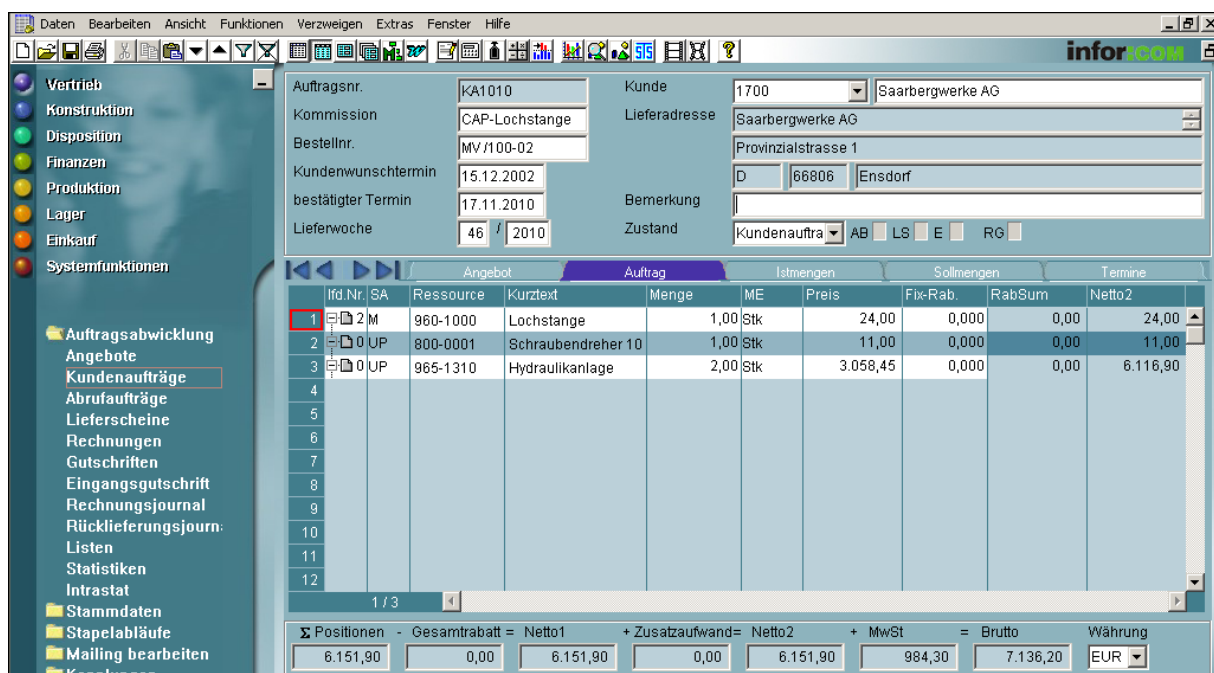 Daten Bearbeiten Ansicht Funktionen Verzweigen Extras Fenster Hilfe
infor:COM
Vertrieb
Konstruktion
Disposition
Finanzen
Produktion
Lager
Einkauf
Systemfunktionen
Auftragsabwicklung
Angebote
Kundenaufträge
Abrufaufträge
Lieferscheine
Rechnungen
Gutschriften
Eingangsgutschrift
Rechnungsjournal
Rücklieferungsjourn
Listen
Statistiken
Intrastat
Stammdaten
Stapelabläufe
Mailing bearbeiten
Auftragsnr. KA1010 Kunde 1700 Saarbergwerke AG
Kommission CAP-Lochstange Lieferadresse Saarbergwerke AG
Bestellnr. MV/100-02 Provinzialstrasse 1
Kundenwunschtermin 15.12.2002 D 66806 Ensdorf
bestätigter Termin 17.11.2010 Bemerkung
Lieferwoche 46 / 2010 Zustand Kundenauftra AB LS E RG
Angebot Auftrag Istmengen Sollmengen Termine
lfd.Nr. SA Ressource Kurztext Menge ME Preis Fix-Rab. RabSum Netto2
1 2 M 960-1000 Lochstange 1,00 Stk 24,00 0,000 0,00 24,00
2 0 UP 800-0001 Schraubendreher 10 1,00 Stk 11,00 0,000 0,00 11,00
3 0 UP 965-1310 Hydraulikanlage 2,00 Stk 3.058,45 0,000 0,00 6.116,90
4
5
6
7
8
9
10
11
12
1 / 3
Σ Positionen - Gesamtrabatt = Netto1 + Zusatzaufwand = Netto2 + MwSt = Brutto Währung
6.151,90 0,00 6.151,90 0,00 6.151,90 984,30 7.136,20 EUR